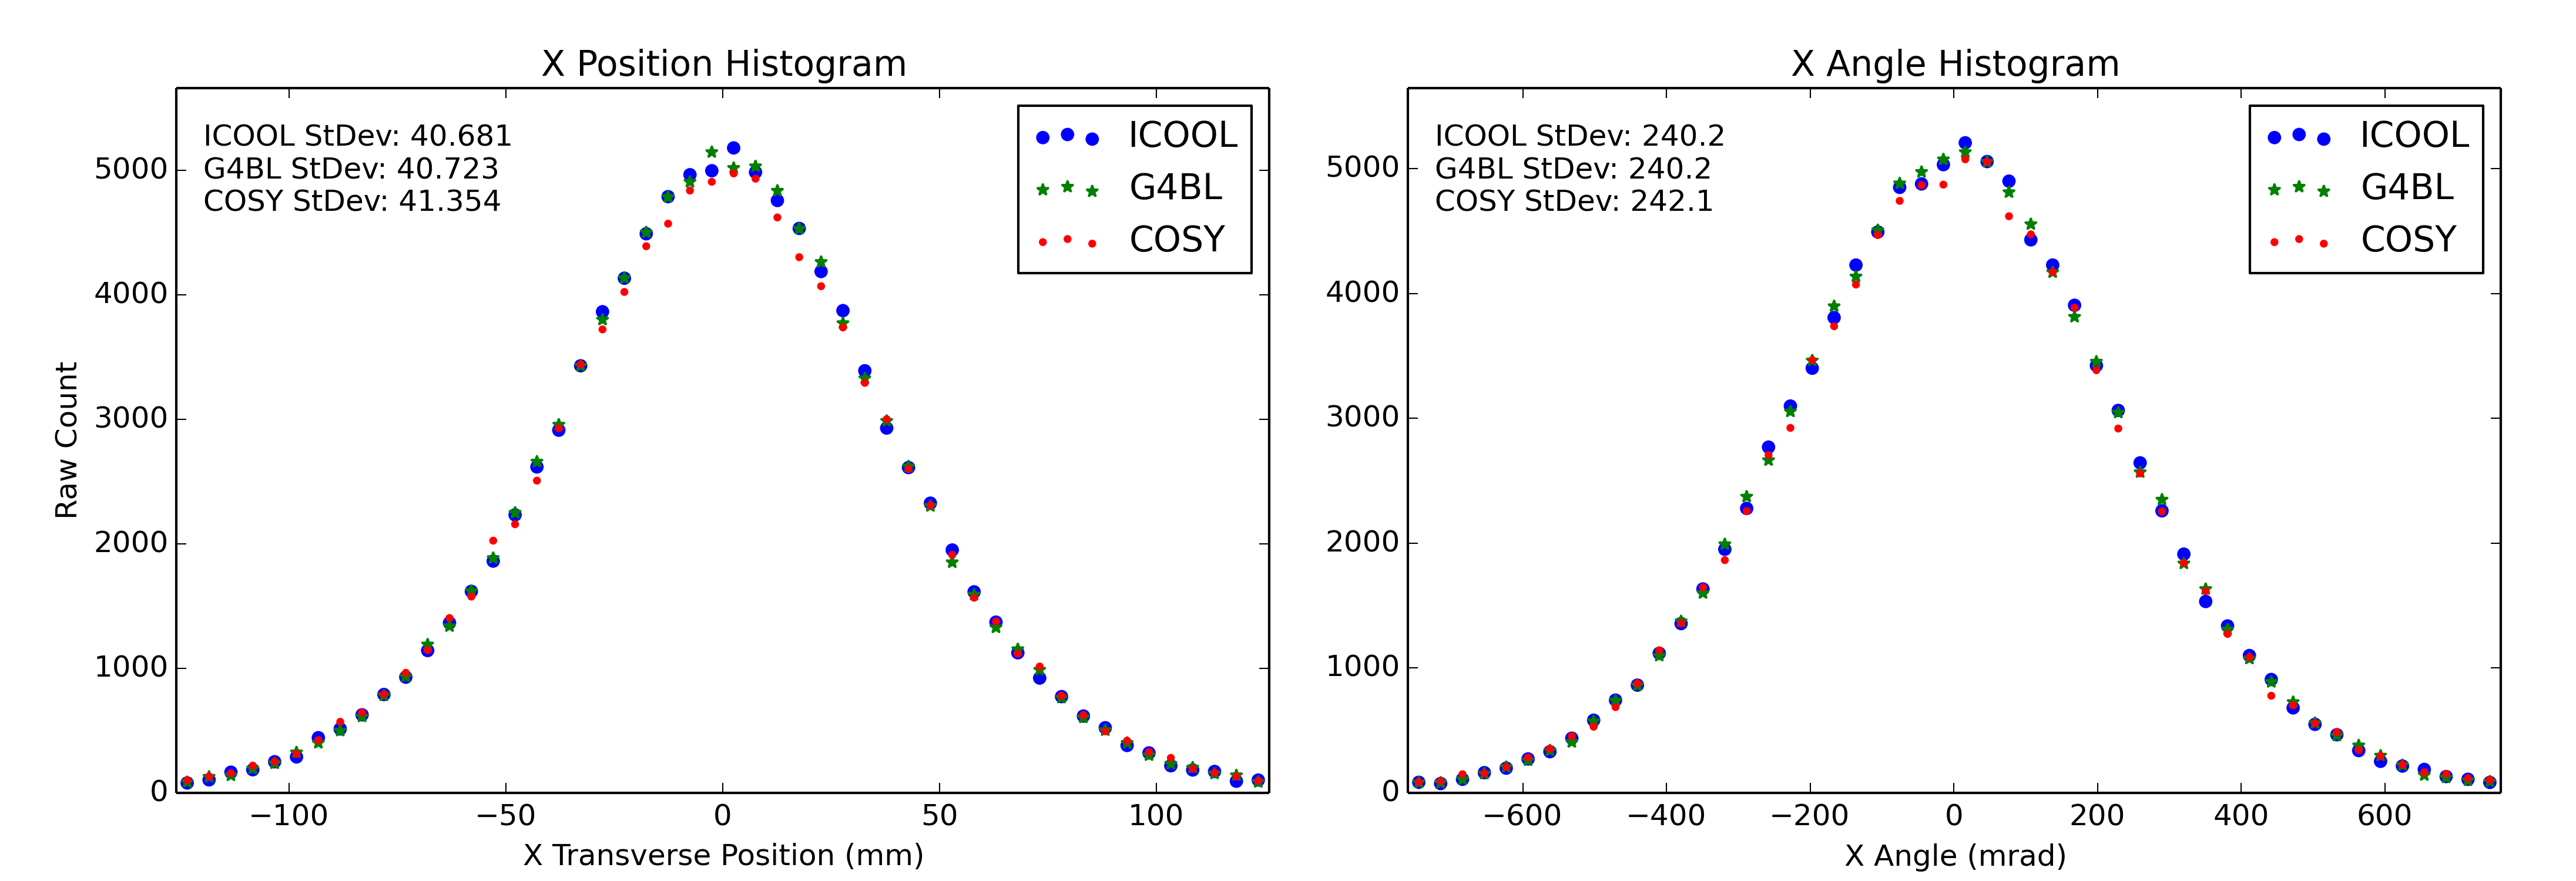 X Position Histogram
ICOOL StDev: 40.681
G4BL StDev: 40.723
COSY StDev: 41.354
ICOOL
G4BL
COSY
Raw Count
5000
4000
3000
2000
1000
0
−100 −50 0 50 100
X Transverse Position (mm)
X Angle Histogram
ICOOL StDev: 240.2
G4BL StDev: 240.2
COSY StDev: 242.1
ICOOL
G4BL
COSY
5000
4000
3000
2000
1000
0
−600 −400 −200 0 200 400 600
X Angle (mrad)